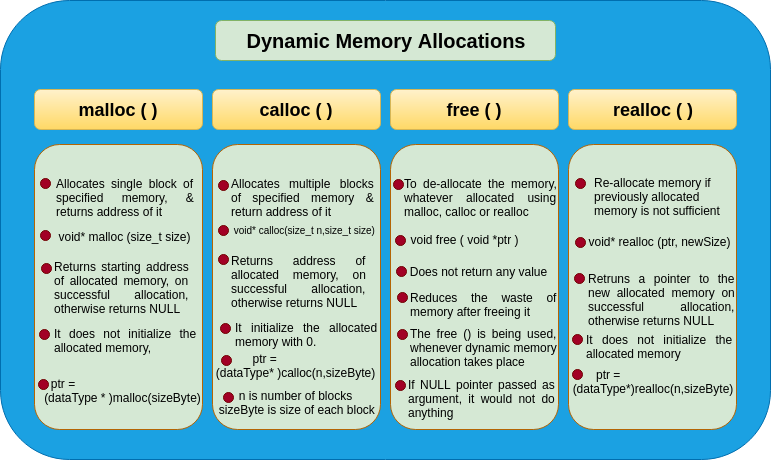 Dynamic Memory Allocations
malloc ( )
Allocates single block of
specified memory, &
return address of it
void* malloc (size_t size)
Returns starting address
of allocated memory, on
successful allocation,
otherwise returns NULL
It does not initialize the
allocated memory,
ptr =
(dataType * )malloc(sizeByte)
calloc ( )
Allocates multiple blocks
of specified memory &
return address of it
void* calloc(size_t n,size_t size)
Returns address of
allocated memory, on
successful allocation,
otherwise returns NULL
It initialize the allocated
memory with 0.
ptr =
(dataType* )calloc(n,sizeByte)
n is number of blocks
sizeByte is size of each block
free ( )
To de-allocate the memory,
whatever allocated using
malloc, calloc or realloc
void free ( void *ptr )
Does not return any value
Reduces the waste of
memory after freeing it
The free () is being used,
whenever dynamic memory
allocation takes place
If NULL pointer passed as
argument, it would not do
anything
realloc ( )
Re-allocate memory if
previously allocated
memory is not sufficient
void* realloc (ptr, newSize)
Retruns a pointer to the
new allocated memory on
successful allocation,
otherwise returns NULL
It does not initialize the
allocated memory
ptr =
(dataType*)realloc(n,sizeByte)